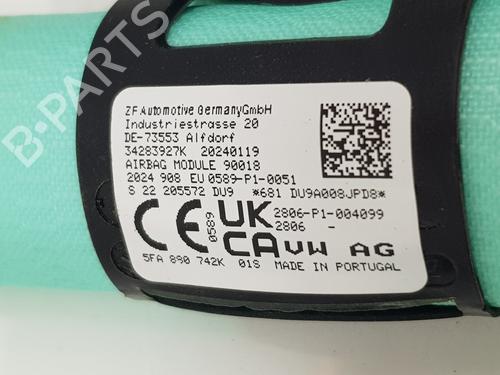 B-PARTS
ZF Automotive Germany GmbH
Industriestrasse 20
DE-73553 Alfdorf
34283927K 20240119
AIRBAG MODULE 90018
2024 908 EU 0589-P1-0051
S 22 205572 DU9 *681 DU9A008JPD8*
CE 0589 UK CA 2806-P1-004099
2806 -
VW AG
5FA 890 742K 01S MADE IN PORTUGAL